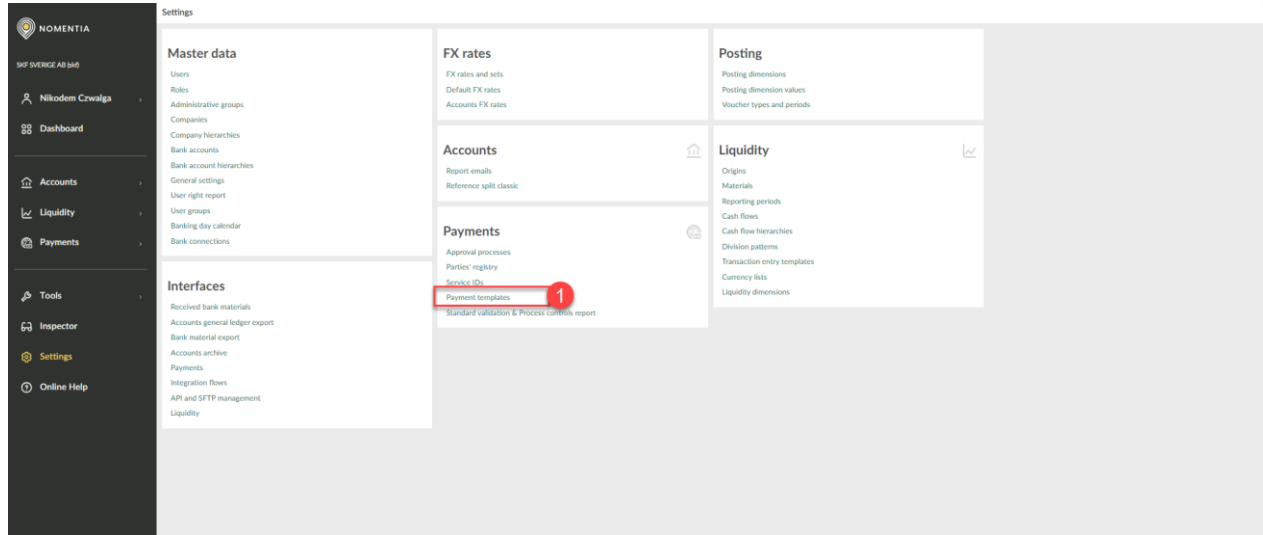 Settings
NOMENTIA
SKF SVERIGE AB (skf)
Nikodem Czwalga
Dashboard
Accounts
Liquidity
Payments
Tools
Inspector
Settings
Online Help
Master data
Users
Roles
Administrative groups
Companies
Company hierarchies
Bank accounts
Bank account hierarchies
General settings
User right report
User groups
Banking day calendar
Bank connections
Interfaces
Received bank materials
Accounts general ledger export
Bank material export
Accounts archive
Payments
Integration flows
API and SFTP management
Liquidity
FX rates
FX rates and sets
Default FX rates
Accounts FX rates
Accounts
Report emails
Reference split classic
Payments
Approval processes
Parties' registry
Service IDs
Payment templates
1
Standard validation & Process controls report
Posting
Posting dimensions
Posting dimension values
Voucher types and periods
Liquidity
Origins
Materials
Reporting periods
Cash flows
Cash flow hierarchies
Division patterns
Transaction entry templates
Currency lists
Liquidity dimensions